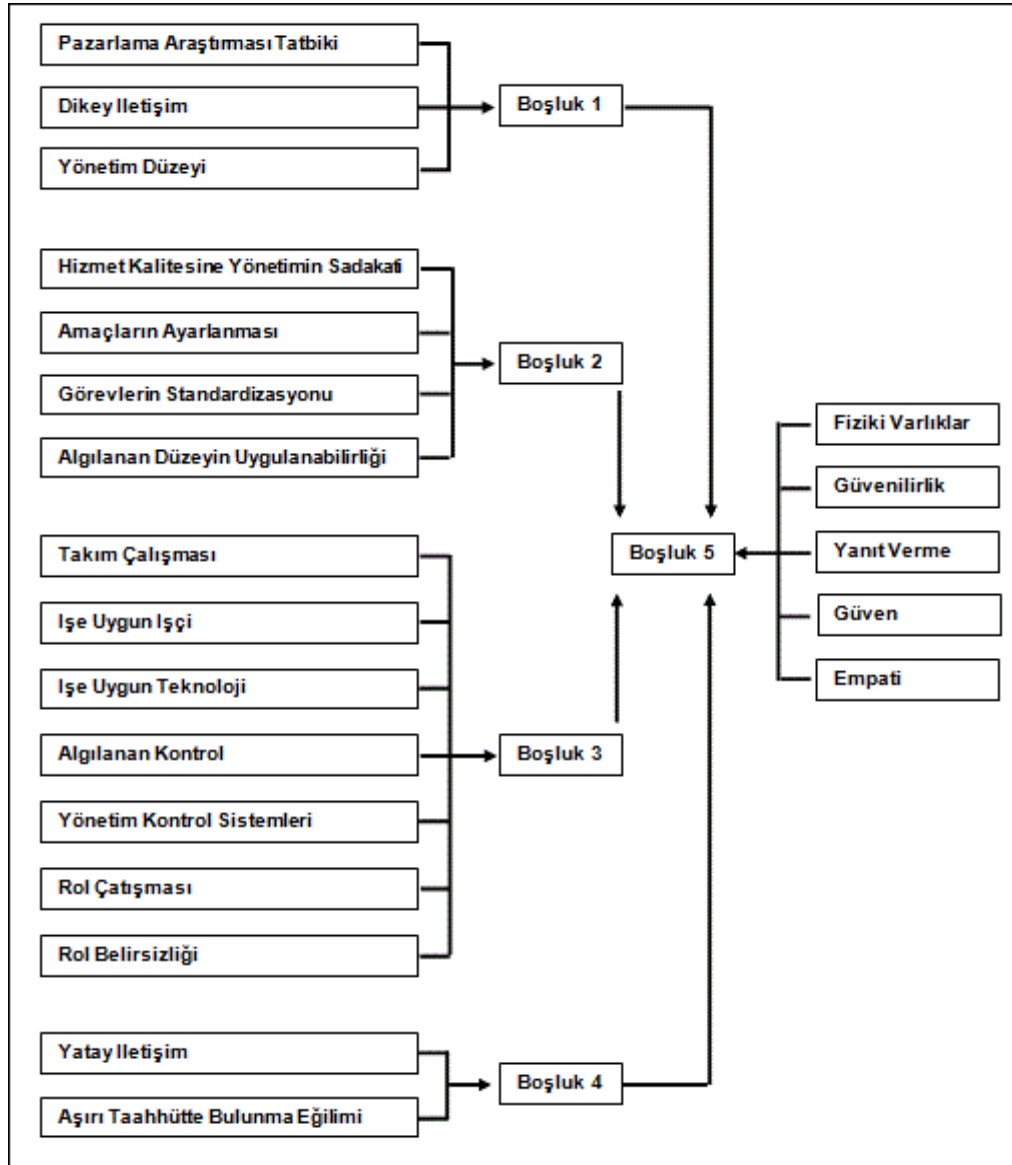 Pazarlama Araştırması Tatbiki
Dikey Iletişim
Yönetim Düzeyi
Boşluk 1
Hizmet Kalitesine Yönetimin Sadakati
Amaçların Ayarlanması
Görevlerin Standardizasyonu
Algılanan Düzeyin Uygulanabilirliği
Boşluk 2
Takım Çalışması
Işe Uygun Işçi
Işe Uygun Teknoloji
Algılanan Kontrol
Yönetim Kontrol Sistemleri
Rol Çatışması
Rol Belirsizliği
Boşluk 3
Yatay Iletişim
Aşırı Taahhütte Bulunma Eğilimi
Boşluk 4
Boşluk 5
Fiziki Varlıklar
Güvenilirlik
Yanıt Verme
Güven
Empati